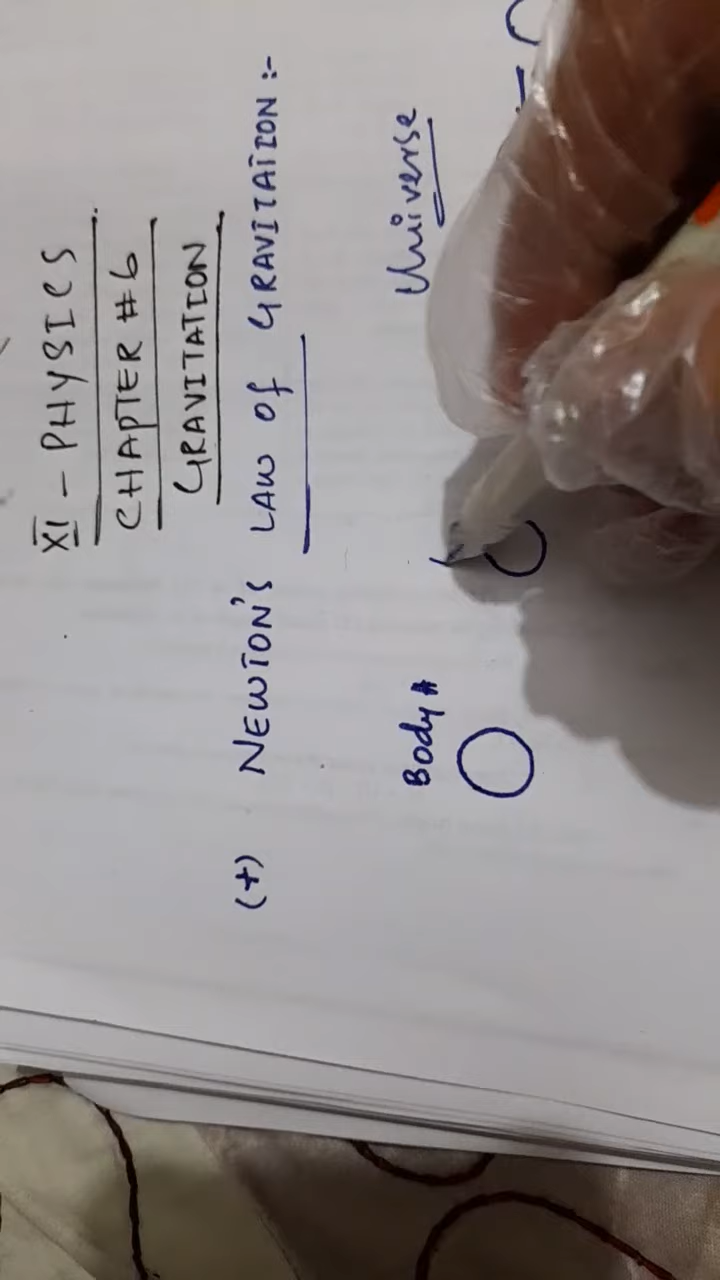 XI - PHYSICS
CHAPTER # 6
GRAVITATION
(+) NEWTON'S LAW OF GRAVITATION :-
Universe
Body #